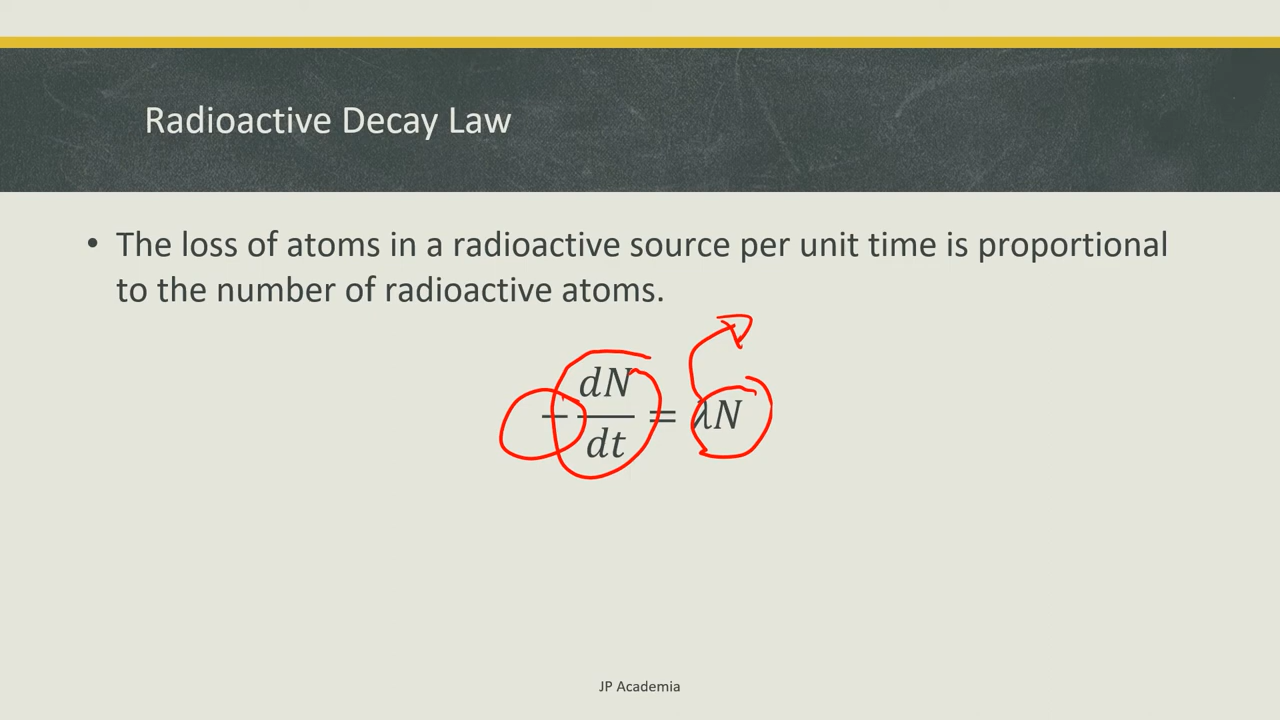 Radioactive Decay Law
• The loss of atoms in a radioactive source per unit time is proportional
to the number of radioactive atoms.
−dN/dt = λN
JP Academia